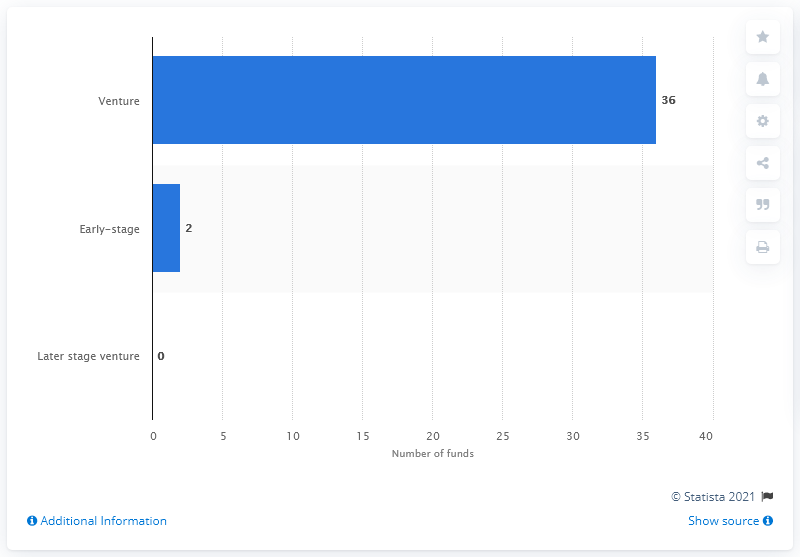 Venture
36
Early-stage
2
Later stage venture
0
0 5 10 15 20 25 30 35 40
Number of funds
© Statista 2021
Additional Information
Show source